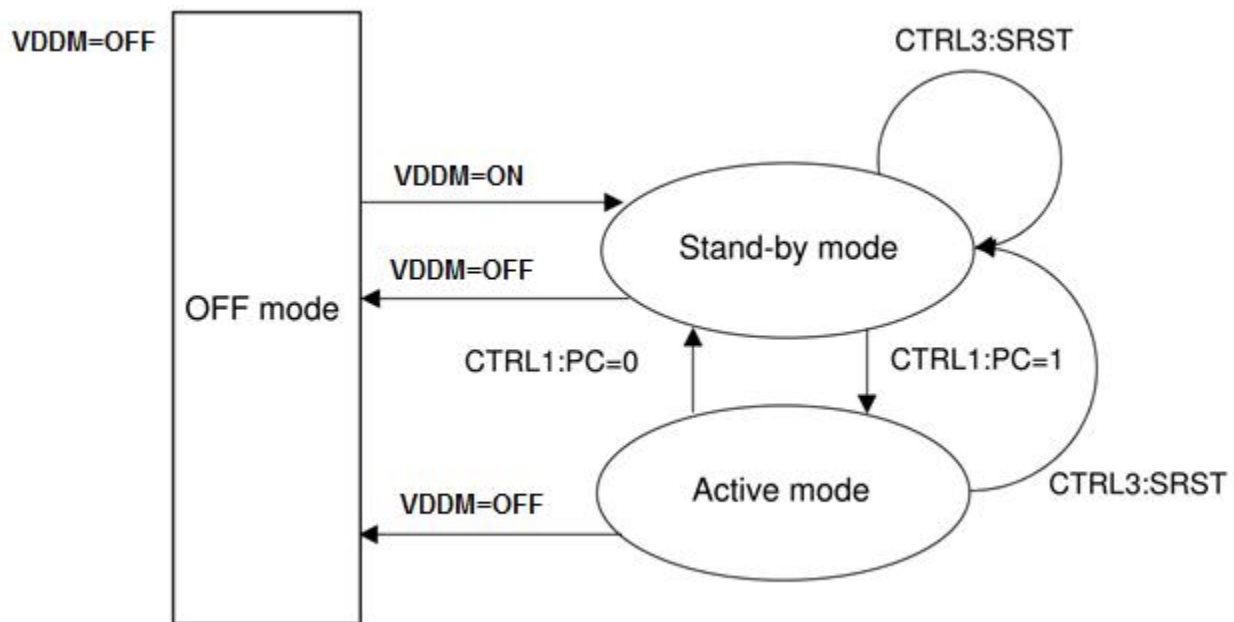 VDDM=OFF
CTRL3:SRST
VDDM=ON
Stand-by mode
VDDM=OFF
OFF mode
CTRL1:PC=0
CTRL1:PC=1
Active mode
CTRL3:SRST
VDDM=OFF